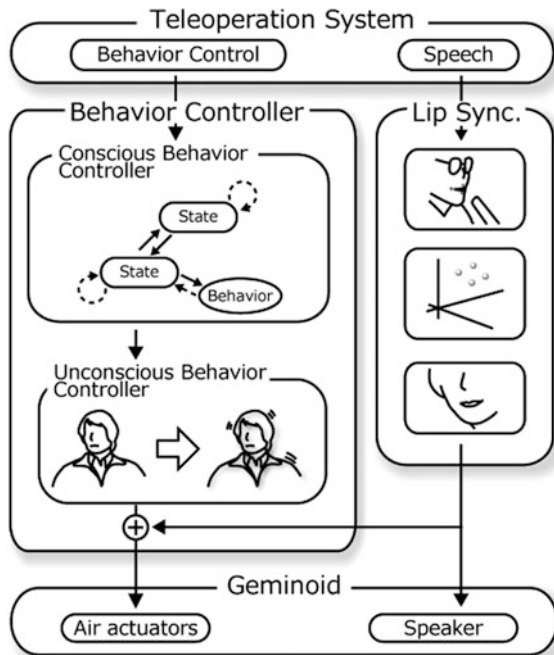 Teleoperation System
Behavior Control
Speech
Behavior Controller
Conscious Behavior
Controller
State
State
Behavior
Unconscious Behavior
Controller
Lip Sync.
Geminoid
Air actuators
Speaker